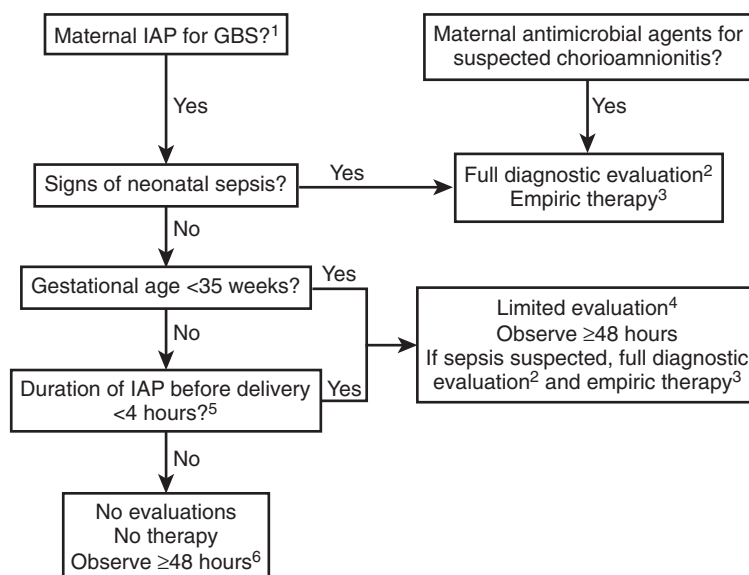 Maternal IAP for GBS?1
Maternal antimicrobial agents for
suspected chorioamnionitis?
Yes
Yes
Signs of neonatal sepsis?
Yes
Full diagnostic evaluation2
Empiric therapy3
No
Gestational age <35 weeks?
Yes
Limited evaluation4
Observe ≥48 hours
If sepsis suspected, full diagnostic
evaluation2 and empiric therapy3
No
Duration of IAP before delivery
<4 hours?5
Yes
No
No evaluations
No therapy
Observe ≥48 hours6